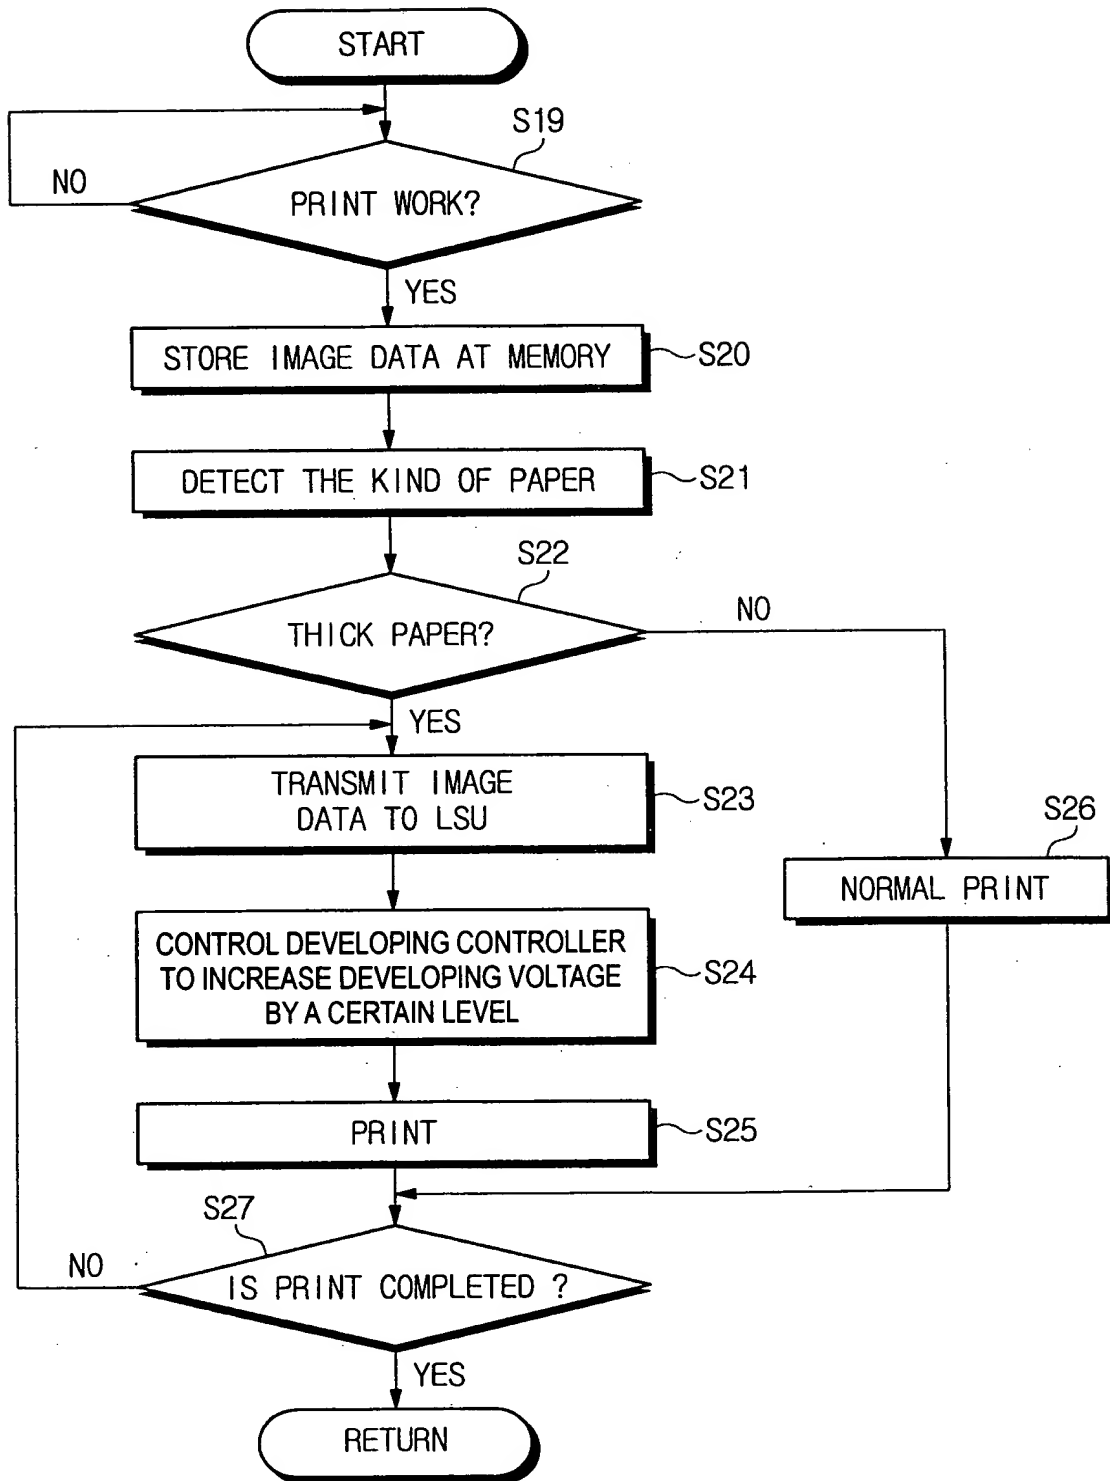 START
S19
NO
PRINT WORK?
YES
STORE IMAGE DATA AT MEMORY
S20
DETECT THE KIND OF PAPER
S21
S22
NO
THICK PAPER?
YES
TRANSMIT IMAGE
DATA TO LSU
S23
S26
NORMAL PRINT
CONTROL DEVELOPING CONTROLLER
TO INCREASE DEVELOPING VOLTAGE
BY A CERTAIN LEVEL
S24
PRINT
S25
S27
NO
IS PRINT COMPLETED ?
YES
RETURN